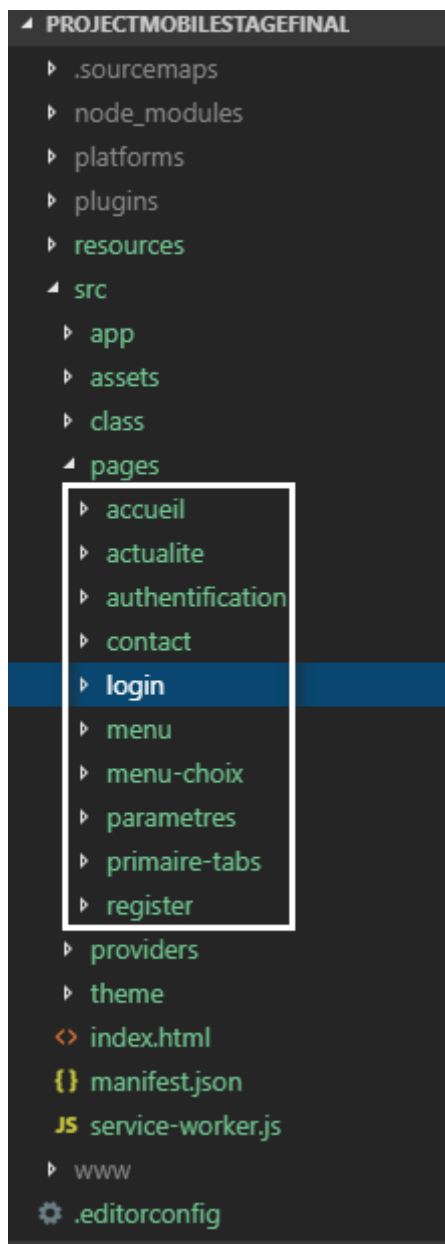 PROJECTMOBILESTAGEFINAL
.sourcemaps
node_modules
platforms
plugins
resources
src
app
assets
class
pages
accueil
actualite
authentification
contact
login
menu
menu-choix
parametres
primaire-tabs
register
providers
theme
<> index.html
{} manifest.json
JS service-worker.js
www
.editorconfig